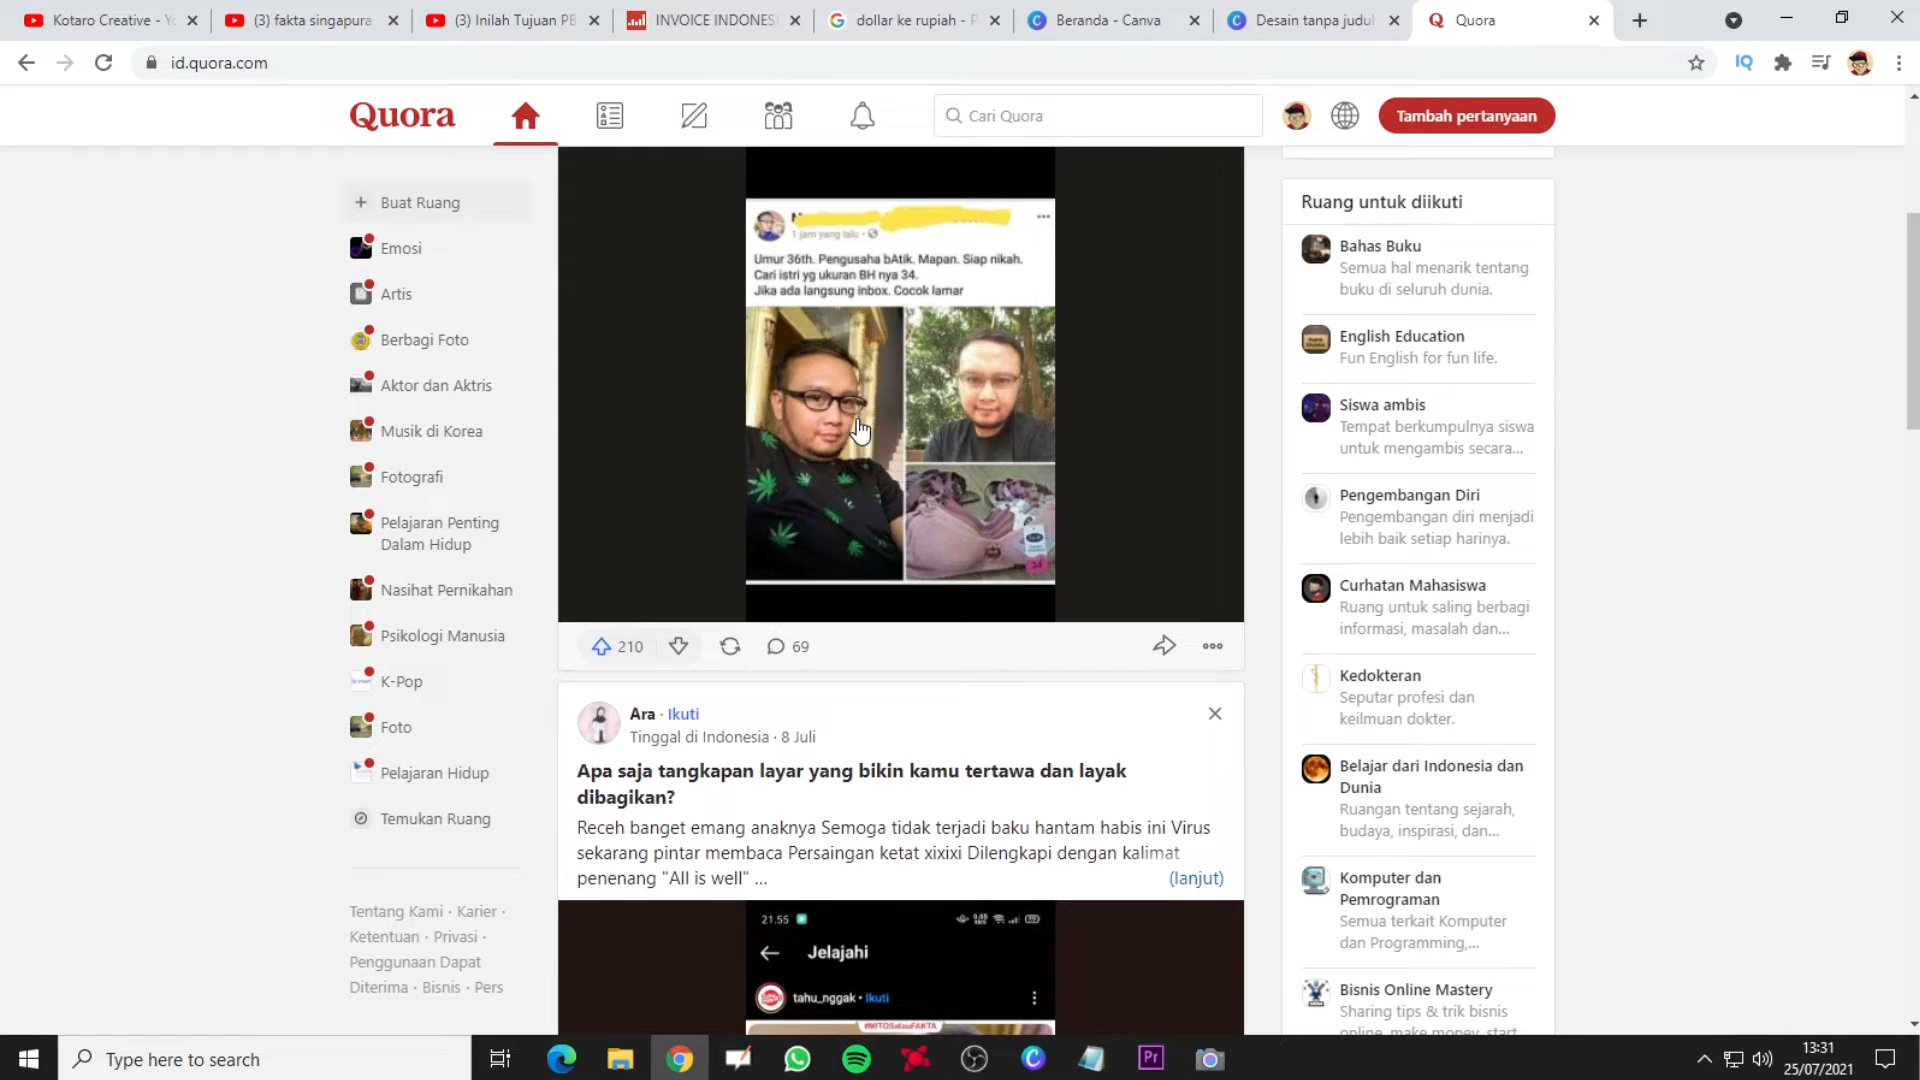 Kotaro Creative - Yo
(3) fakta singapura
(3) Inilah Tujuan PB
INVOICE INDONES
dollar ke rupiah - P
Beranda - Canva
Desain tanpa judul
Quora
id.quora.com
IQ
Quora
Cari Quora
Tambah pertanyaan
Buat Ruang
Emosi
Artis
Berbagi Foto
Aktor dan Aktris
Musik di Korea
Fotografi
Pelajaran Penting
Dalam Hidup
Nasihat Pernikahan
Psikologi Manusia
K-Pop
Foto
Pelajaran Hidup
Temukan Ruang
Tentang Kami · Karier ·
Ketentuan · Privasi ·
Penggunaan Dapat
Diterima · Bisnis · Pers
1 jam yang lalu ·
Umur 36th. Pengusaha bAtik. Mapan. Siap nikah.
Cari istri yg ukuran BH nya 34.
Jika ada langsung inbox. Cocok lamar
34
210
69
Ara · Ikuti
Tinggal di Indonesia · 8 Juli
Apa saja tangkapan layar yang bikin kamu tertawa dan layak
dibagikan?
Receh banget emang anaknya Semoga tidak terjadi baku hantam habis ini Virus
sekarang pintar membaca Persaingan ketat xixixi Dilengkapi dengan kalimat
penenang "All is well" ...
(lanjut)
21.55
Jelajahi
tahu_nggak · Ikuti
#MITOSatauFAKTA
Ruang untuk diikuti
Bahas Buku
Semua hal menarik tentang
buku di seluruh dunia.
English Education
Fun English for fun life.
Siswa ambis
Tempat berkumpulnya siswa
untuk mengambis secara...
Pengembangan Diri
Pengembangan diri menjadi
lebih baik setiap harinya.
Curhatan Mahasiswa
Ruang untuk saling berbagi
informasi, masalah dan...
Kedokteran
Seputar profesi dan
keilmuan dokter.
Belajar dari Indonesia dan
Dunia
Ruangan tentang sejarah,
budaya, inspirasi, dan...
Komputer dan
Pemrograman
Semua terkait Komputer
dan Programming,...
Bisnis Online Mastery
Sharing tips & trik bisnis
online, make money, start
Type here to search
Pr
13:31
25/07/2021